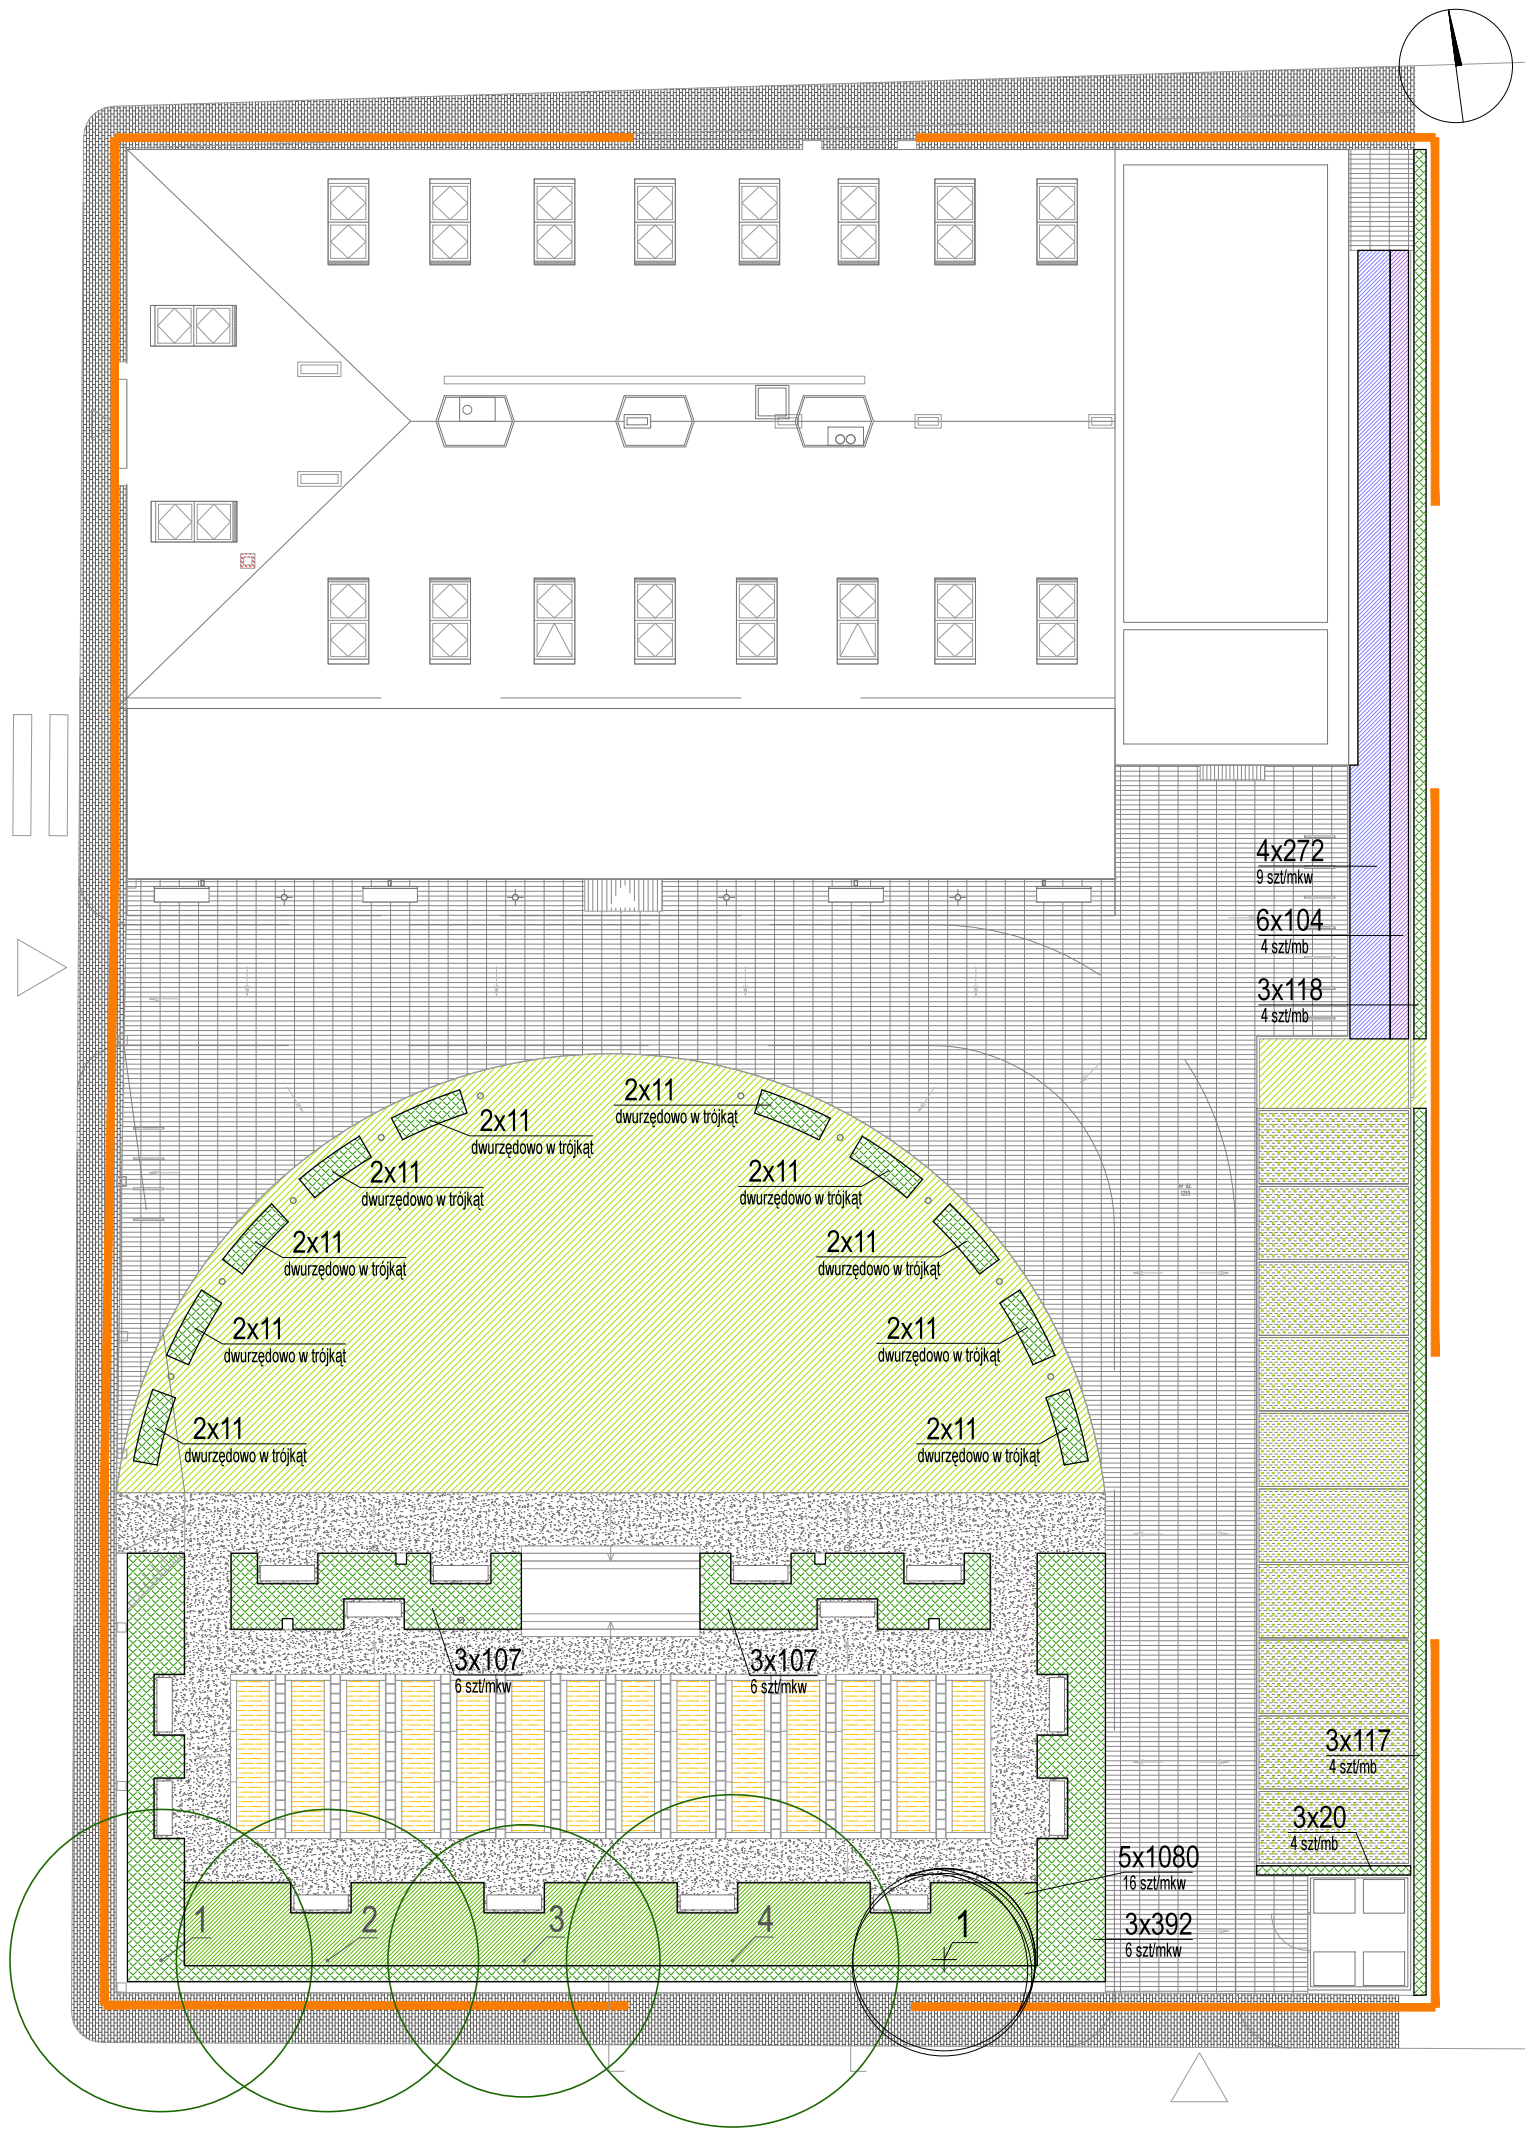 4x272
9 szt/mkw
6x104
4 szt/mb
3x118
4 szt/mb
2x11
dwurzędowo w trójkąt
2x11
dwurzędowo w trójkąt
2x11
dwurzędowo w trójkąt
2x11
dwurzędowo w trójkąt
2x11
dwurzędowo w trójkąt
2x11
dwurzędowo w trójkąt
2x11
dwurzędowo w trójkąt
2x11
dwurzędowo w trójkąt
2x11
dwurzędowo w trójkąt
2x11
dwurzędowo w trójkąt
3x107
6 szt/mkw
3x107
6 szt/mkw
3x117
4 szt/mb
3x20
4 szt/mb
5x1080
16 szt/mkw
3x392
6 szt/mkw
1
2
3
4
1